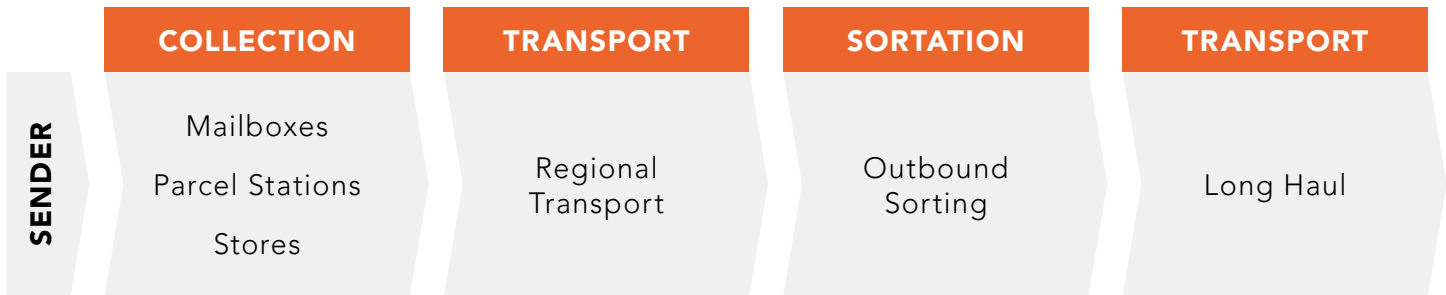 SENDER
COLLECTION
Mailboxes
Parcel Stations
Stores
TRANSPORT
Regional
Transport
SORTATION
Outbound
Sorting
TRANSPORT
Long Haul